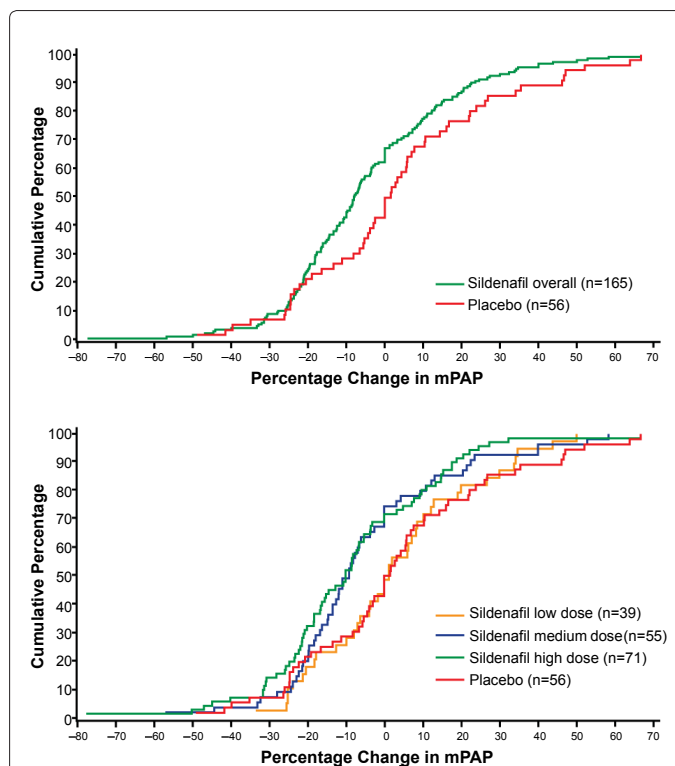 100
90
80
70
60
50
40
30
20
10
0
Cumulative Percentage
Sildenafil overall (n=165)
Placebo (n=56)
–80 –70 –60 –50 –40 –30 –20 –10 0 10 20 30 40 50 60 70
Percentage Change in mPAP
100
90
80
70
60
50
40
30
20
10
0
Cumulative Percentage
Sildenafil low dose (n=39)
Sildenafil medium dose(n=55)
Sildenafil high dose (n=71)
Placebo (n=56)
–80 –70 –60 –50 –40 –30 –20 –10 0 10 20 30 40 50 60 70
Percentage Change in mPAP